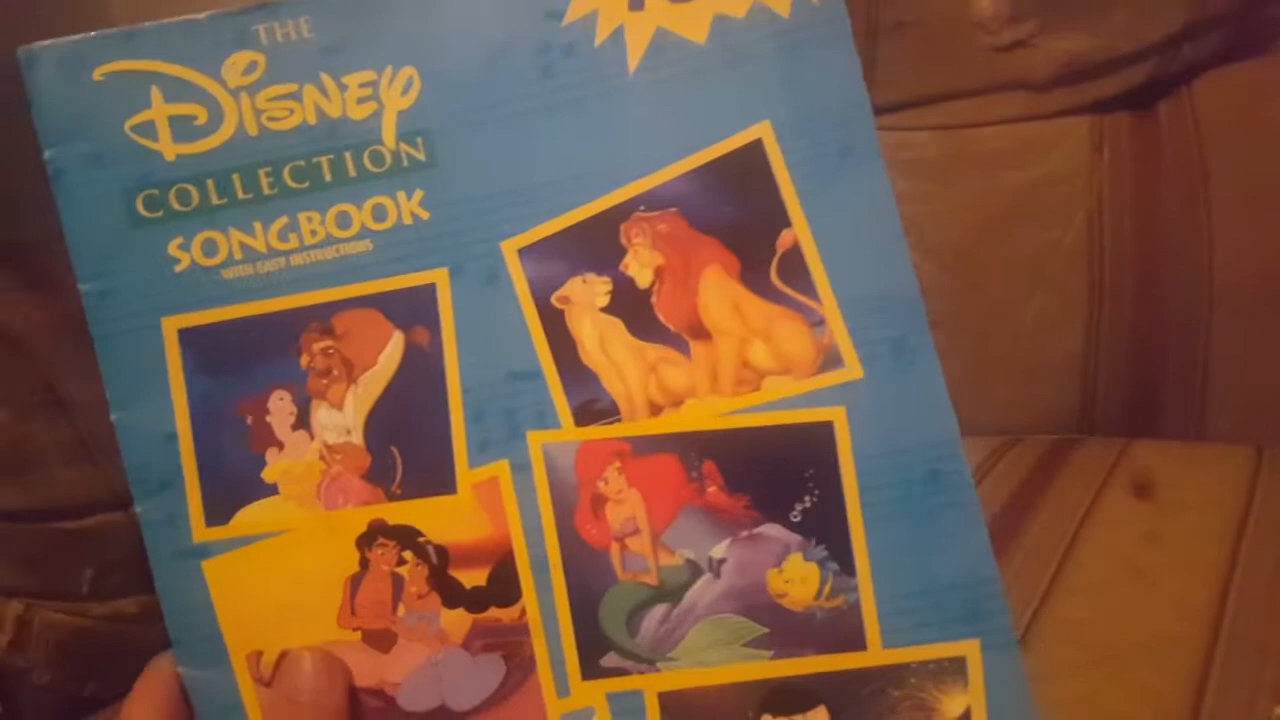 THE
DISNEY
COLLECTION
SONGBOOK
WITH EASY INSTRUCTIONS